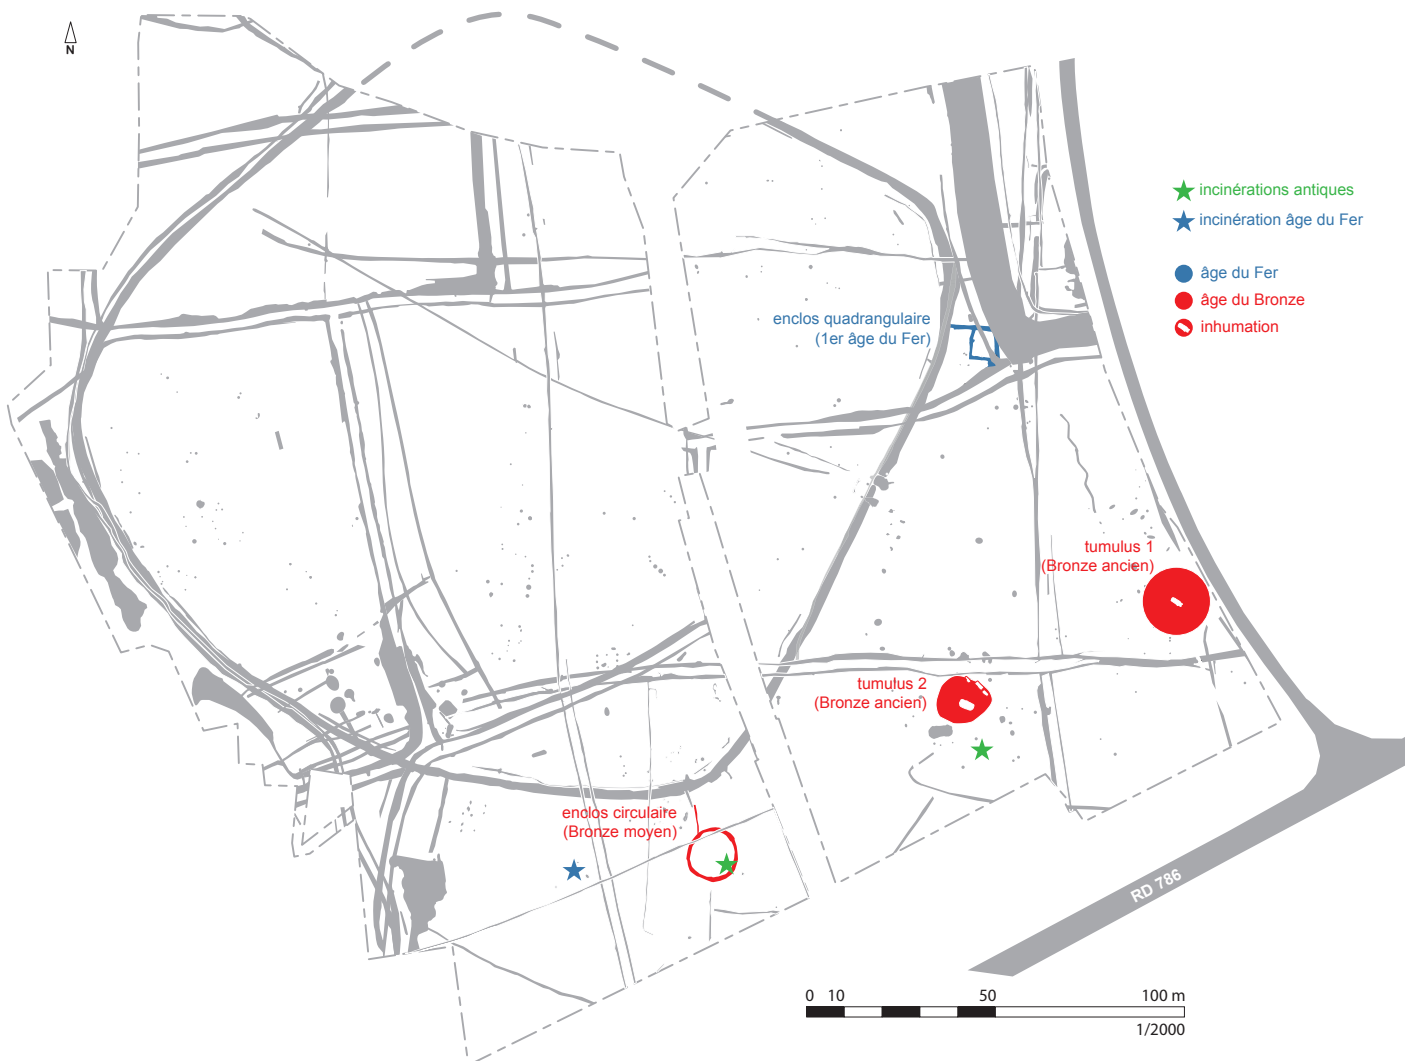 N
incinérations antiques
incinération âge du Fer
âge du Fer
âge du Bronze
inhumation
enclos quadrangulaire
(1er âge du Fer)
tumulus 1
(Bronze ancien)
tumulus 2
(Bronze ancien)
enclos circulaire
(Bronze moyen)
RD 786
0 10 50 100 m
1/2000